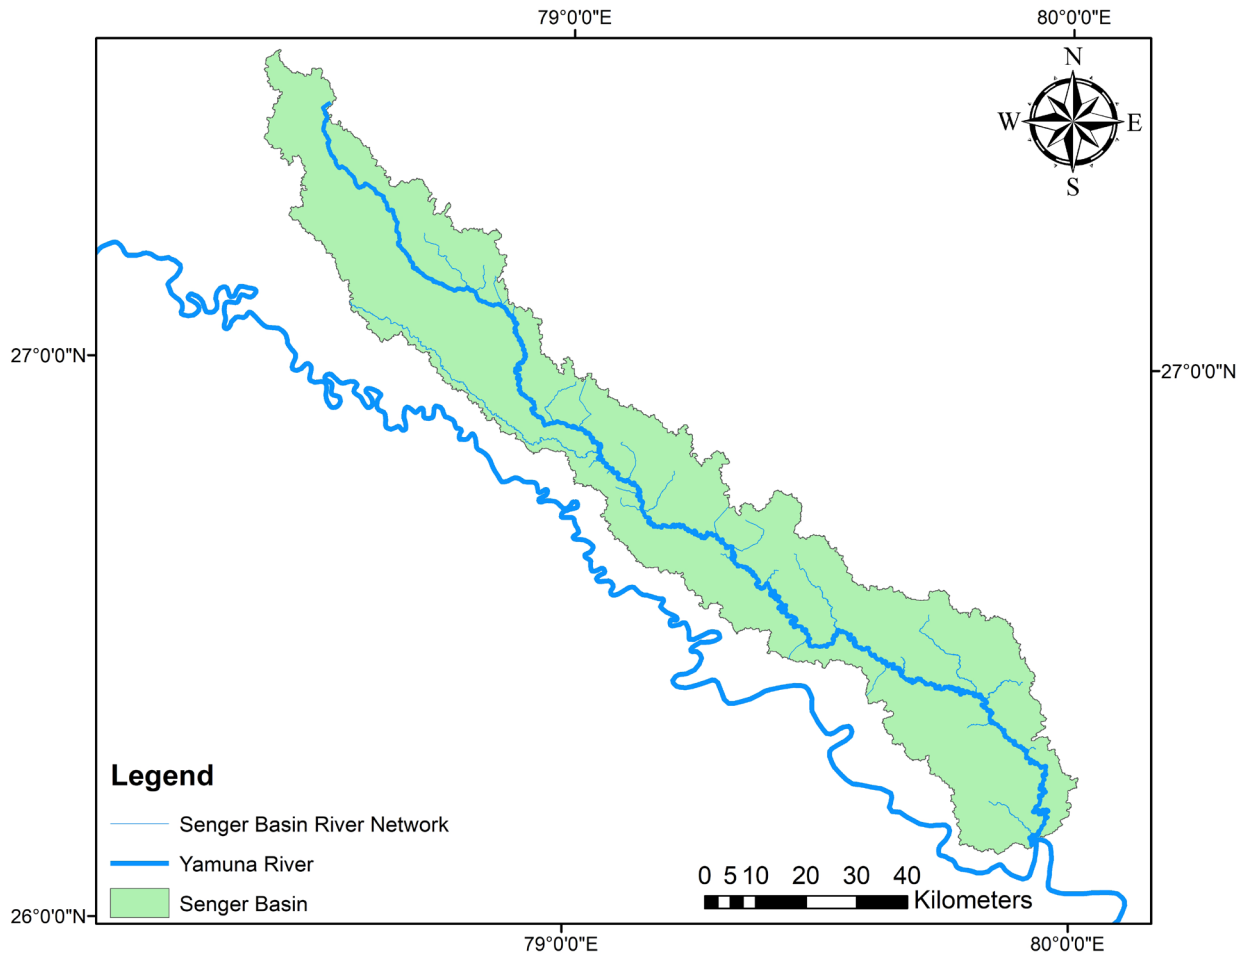 79°0'0"E 80°0'0"E
N
W E
S
27°0'0"N 27°0'0"N
Legend
Senger Basin River Network
Yamuna River
Senger Basin
0 5 10 20 30 40
Kilometers
26°0'0"N
79°0'0"E 80°0'0"E